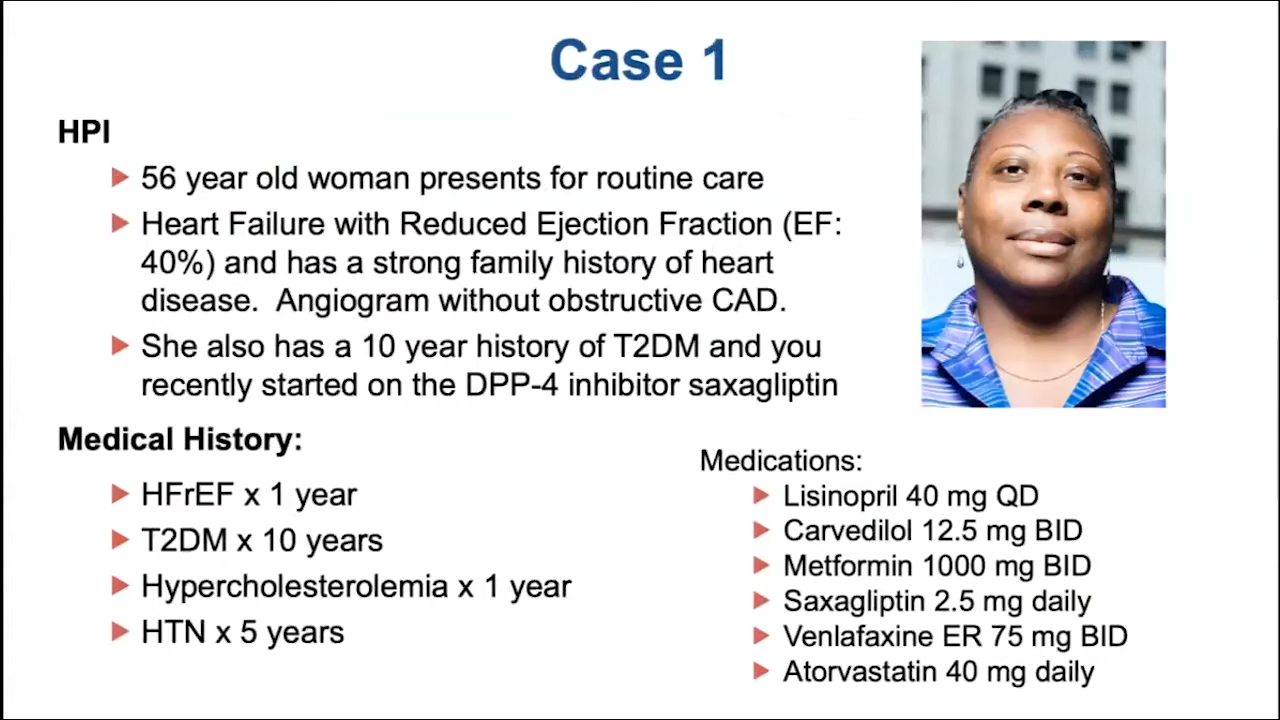 Case 1
HPI
56 year old woman presents for routine care
Heart Failure with Reduced Ejection Fraction (EF:
40%) and has a strong family history of heart
disease.  Angiogram without obstructive CAD.
She also has a 10 year history of T2DM and you
recently started on the DPP-4 inhibitor saxagliptin
Medical History:
HFrEF x 1 year
T2DM x 10 years
Hypercholesterolemia x 1 year
HTN x 5 years
Medications:
Lisinopril 40 mg QD
Carvedilol 12.5 mg BID
Metformin 1000 mg BID
Saxagliptin 2.5 mg daily
Venlafaxine ER 75 mg BID
Atorvastatin 40 mg daily